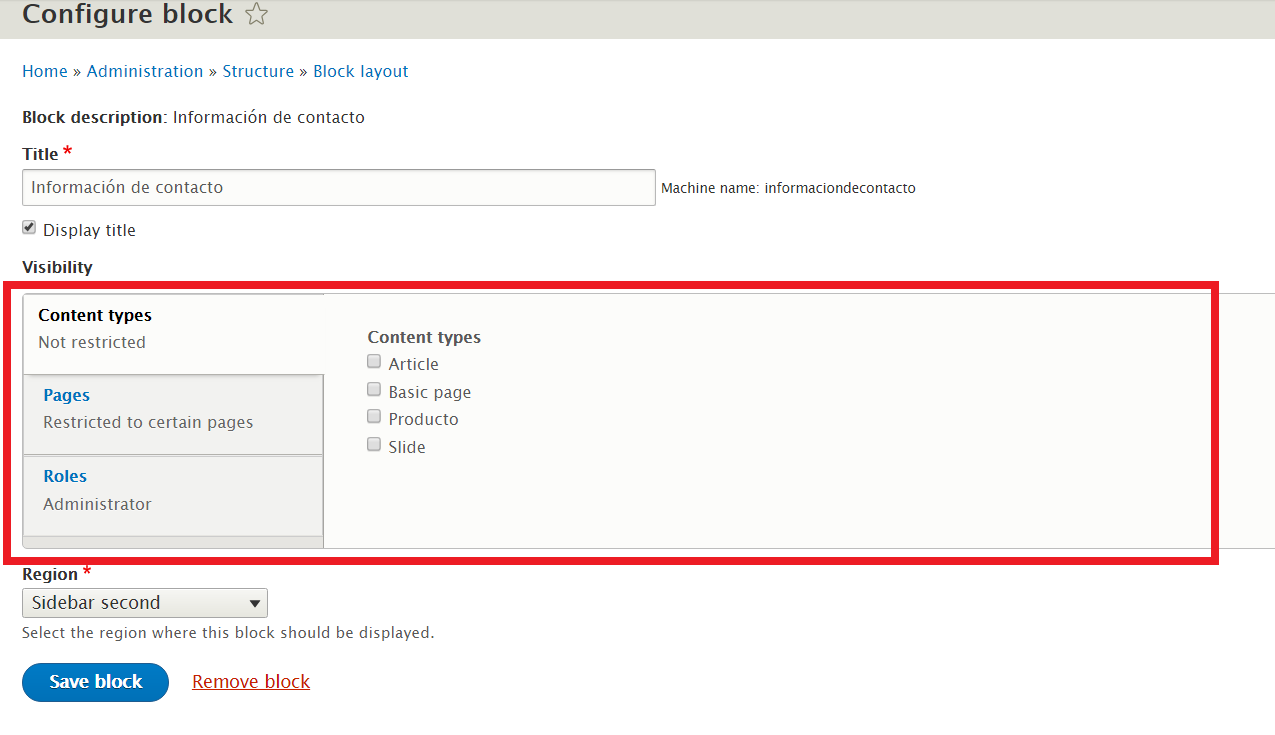 Configure block
Home » Administration » Structure » Block layout
Block description: Información de contacto
Title *
Información de contacto Machine name: informaciondecontacto
Display title
Visibility
Content types
Not restricted
Pages
Restricted to certain pages
Roles
Administrator
Content types
Article
Basic page
Producto
Slide
Region *
Sidebar second
Select the region where this block should be displayed.
Save block Remove block